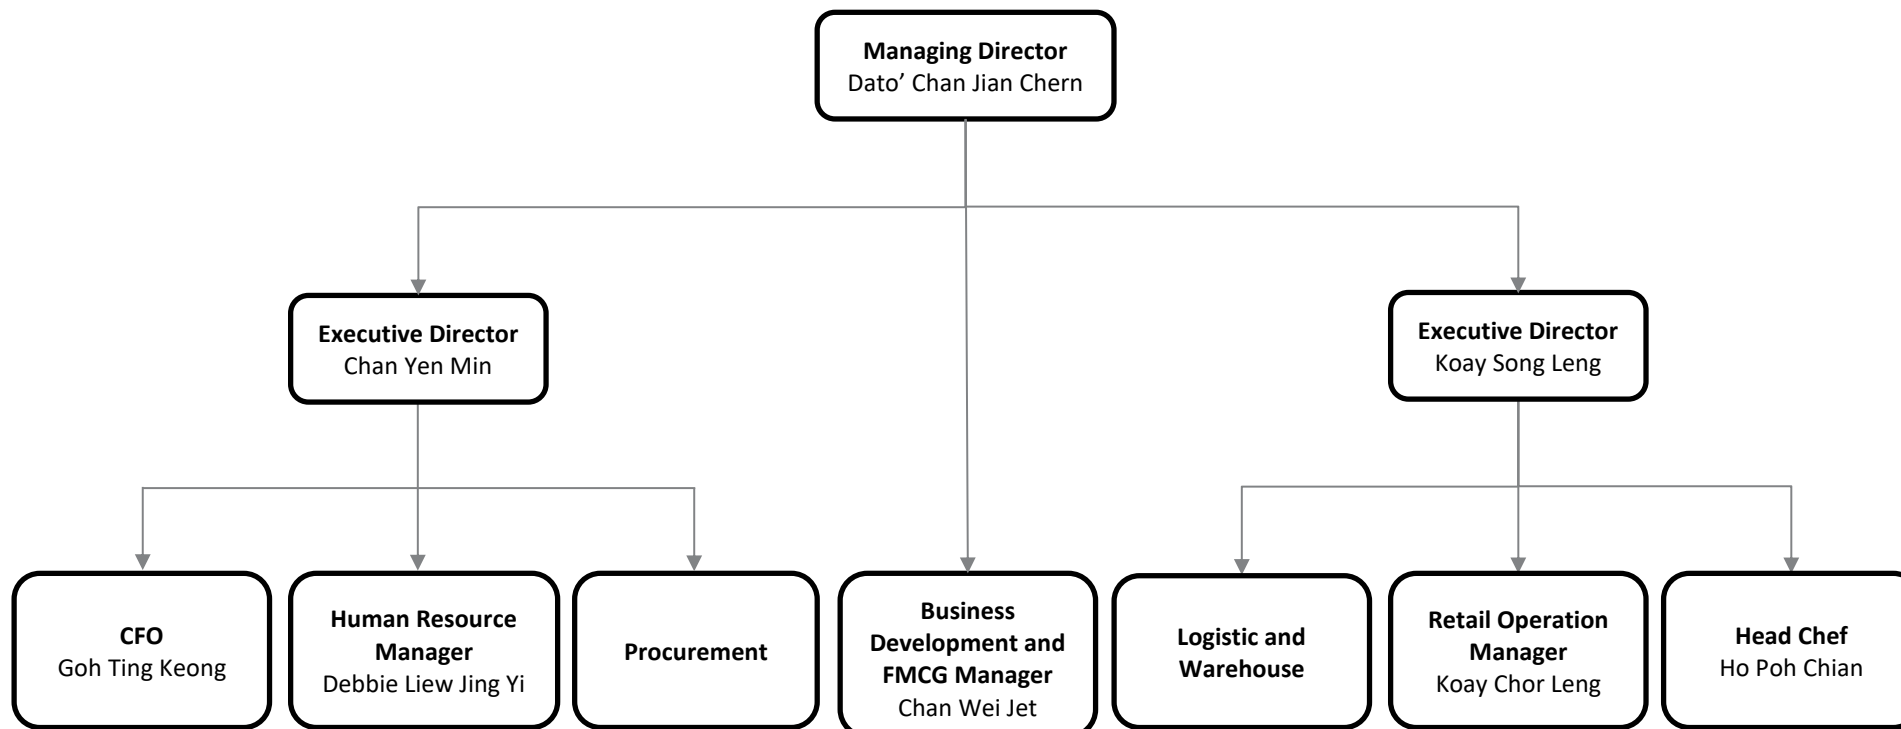 Managing Director
Dato’ Chan Jian Chern
Executive Director
Chan Yen Min
Executive Director
Koay Song Leng
CFO
Goh Ting Keong
Human Resource
Manager
Debbie Liew Jing Yi
Procurement
Business
Development and
FMCG Manager
Chan Wei Jet
Logistic and
Warehouse
Retail Operation
Manager
Koay Chor Leng
Head Chef
Ho Poh Chian